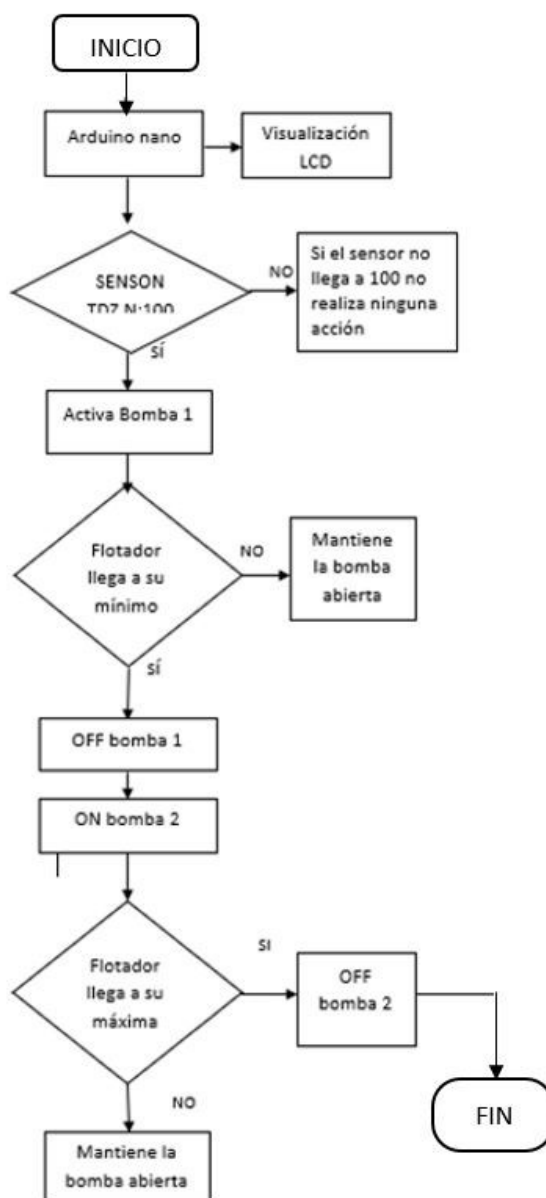 INICIO
Arduino nano
Visualización
LCD
SENSON
NO
Si el sensor no
llega a 100 no
realiza ninguna
acción
SÍ
Activa Bomba 1
Flotador
llega a su
mínimo
NO
Mantiene
la bomba
abierta
SÍ
OFF bomba 1
ON bomba 2
Flotador
llega a su
máxima
SI
OFF
bomba 2
NO
FIN
Mantiene la
bomba abierta